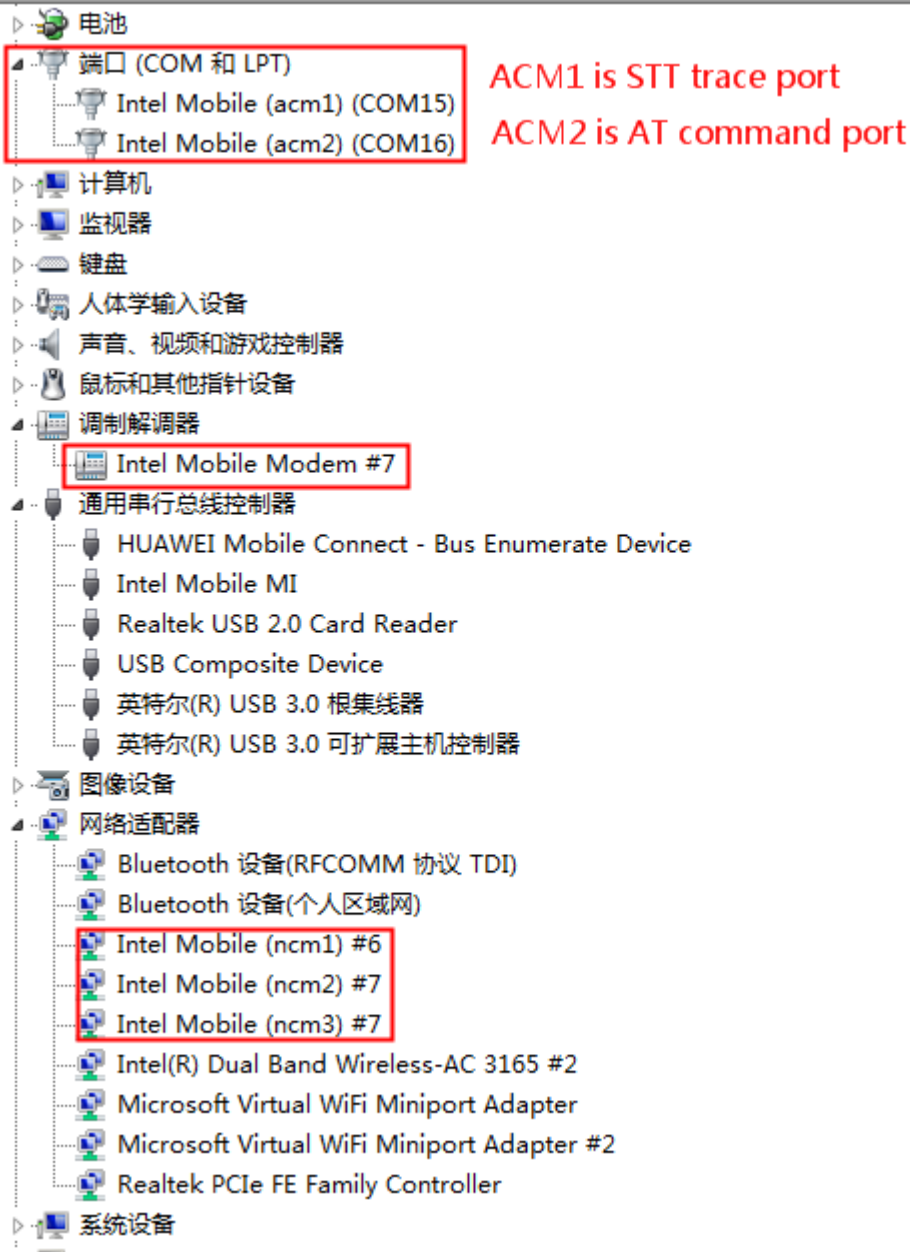 电池
端口 (COM 和 LPT)
ACM1 is STT trace port
Intel Mobile (acm1) (COM15)
ACM2 is AT command port
Intel Mobile (acm2) (COM16)
计算机
监视器
键盘
人体学输入设备
声音、视频和游戏控制器
鼠标和其他指针设备
调制解调器
Intel Mobile Modem #7
通用串行总线控制器
HUAWEI Mobile Connect - Bus Enumerate Device
Intel Mobile MI
Realtek USB 2.0 Card Reader
USB Composite Device
英特尔(R) USB 3.0 根集线器
英特尔(R) USB 3.0 可扩展主机控制器
图像设备
网络适配器
Bluetooth 设备(RFCOMM 协议 TDI)
Bluetooth 设备(个人区域网)
Intel Mobile (ncm1) #6
Intel Mobile (ncm2) #7
Intel Mobile (ncm3) #7
Intel(R) Dual Band Wireless-AC 3165 #2
Microsoft Virtual WiFi Miniport Adapter
Microsoft Virtual WiFi Miniport Adapter #2
Realtek PCIe FE Family Controller
系统设备